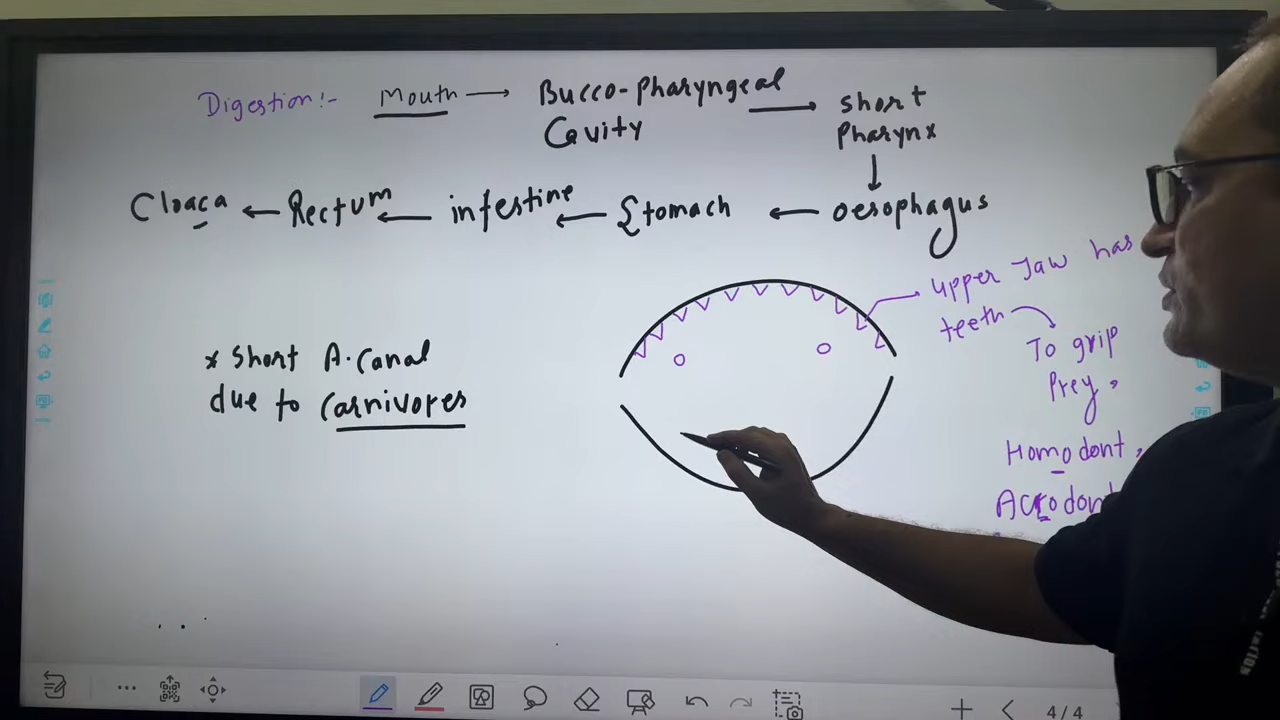 Digestion:- Mouth → Bucco-Pharyngeal Cavity → short Pharynx
↓
Cloaca ← Rectum ← intestine ← Stomach ← oesophagus
upper Jaw has
teeth
To grip
Prey,
Homodont,
Acrodont
* Short A. Canal
due to Carnivores
4/4